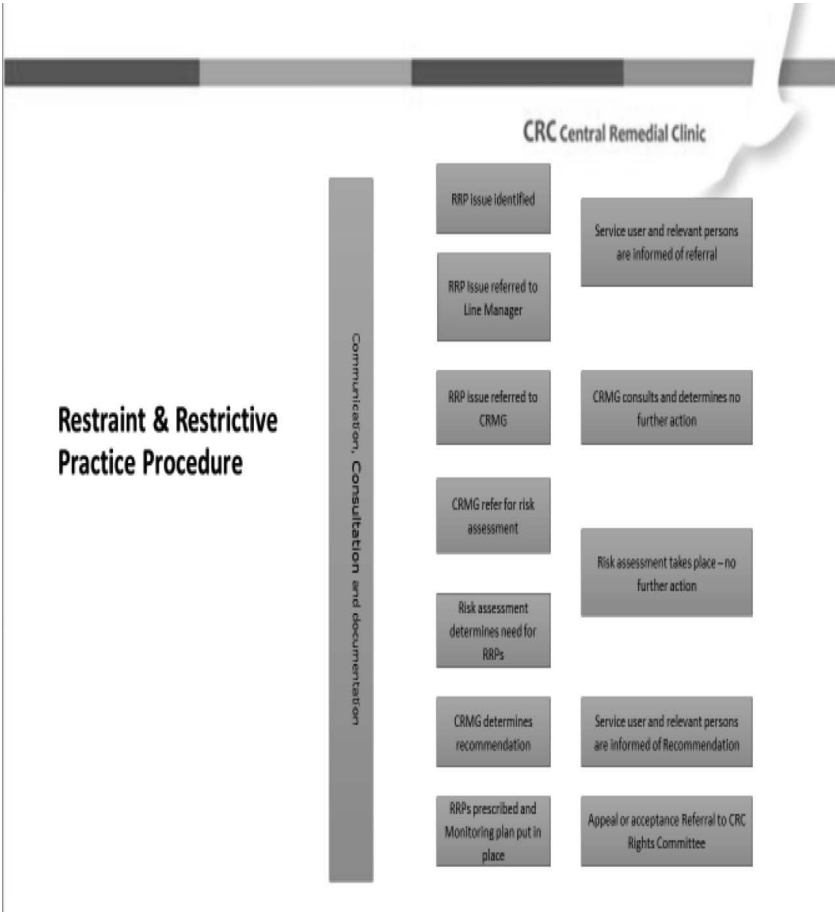 CRC Central Remedial Clinic
Restraint & Restrictive
Practice Procedure
Communication, Consultation and documentation
RRP issue identified
Service user and relevant persons
are informed of referral
RRP issue referred to
Line Manager
RRP issue referred to
CRMG
CRMG consults and determines no
further action
CRMG refer for risk
assessment
Risk assessment takes place – no
further action
Risk assessment
determines need for
RRPs
CRMG determines
recommendation
Service user and relevant persons
are informed of Recommendation
RRPs prescribed and
Monitoring plan put in
place
Appeal or acceptance Referral to CRC
Rights Committee